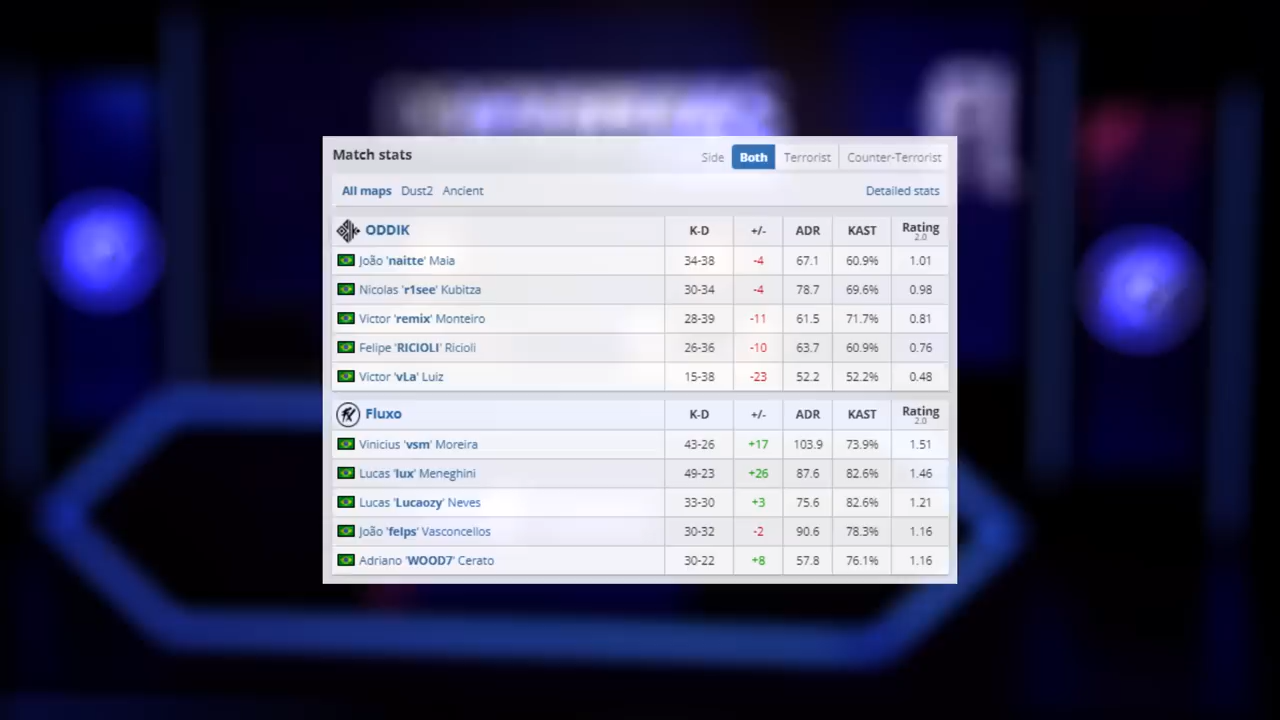 Match stats Side Both Terrorist Counter-Terrorist
All maps Dust2 Ancient Detailed stats
ODDIK K-D +/- ADR KAST Rating 2.0
João 'naitte' Maia 34-38 -4 67.1 60.9% 1.01
Nicolas 'r1see' Kubitza 30-34 -4 78.7 69.6% 0.98
Victor 'remix' Monteiro 28-39 -11 61.5 71.7% 0.81
Felipe 'RICIOLI' Ricioli 26-36 -10 63.7 60.9% 0.76
Victor 'vLa' Luiz 15-38 -23 52.2 52.2% 0.48
Fluxo K-D +/- ADR KAST Rating 2.0
Vinicius 'vsm' Moreira 43-26 +17 103.9 73.9% 1.51
Lucas 'lux' Meneghini 49-23 +26 87.6 82.6% 1.46
Lucas 'Lucaozy' Neves 33-30 +3 75.6 82.6% 1.21
João 'felps' Vasconcellos 30-32 -2 90.6 78.3% 1.16
Adriano 'WOOD7' Cerato 30-22 +8 57.8 76.1% 1.16